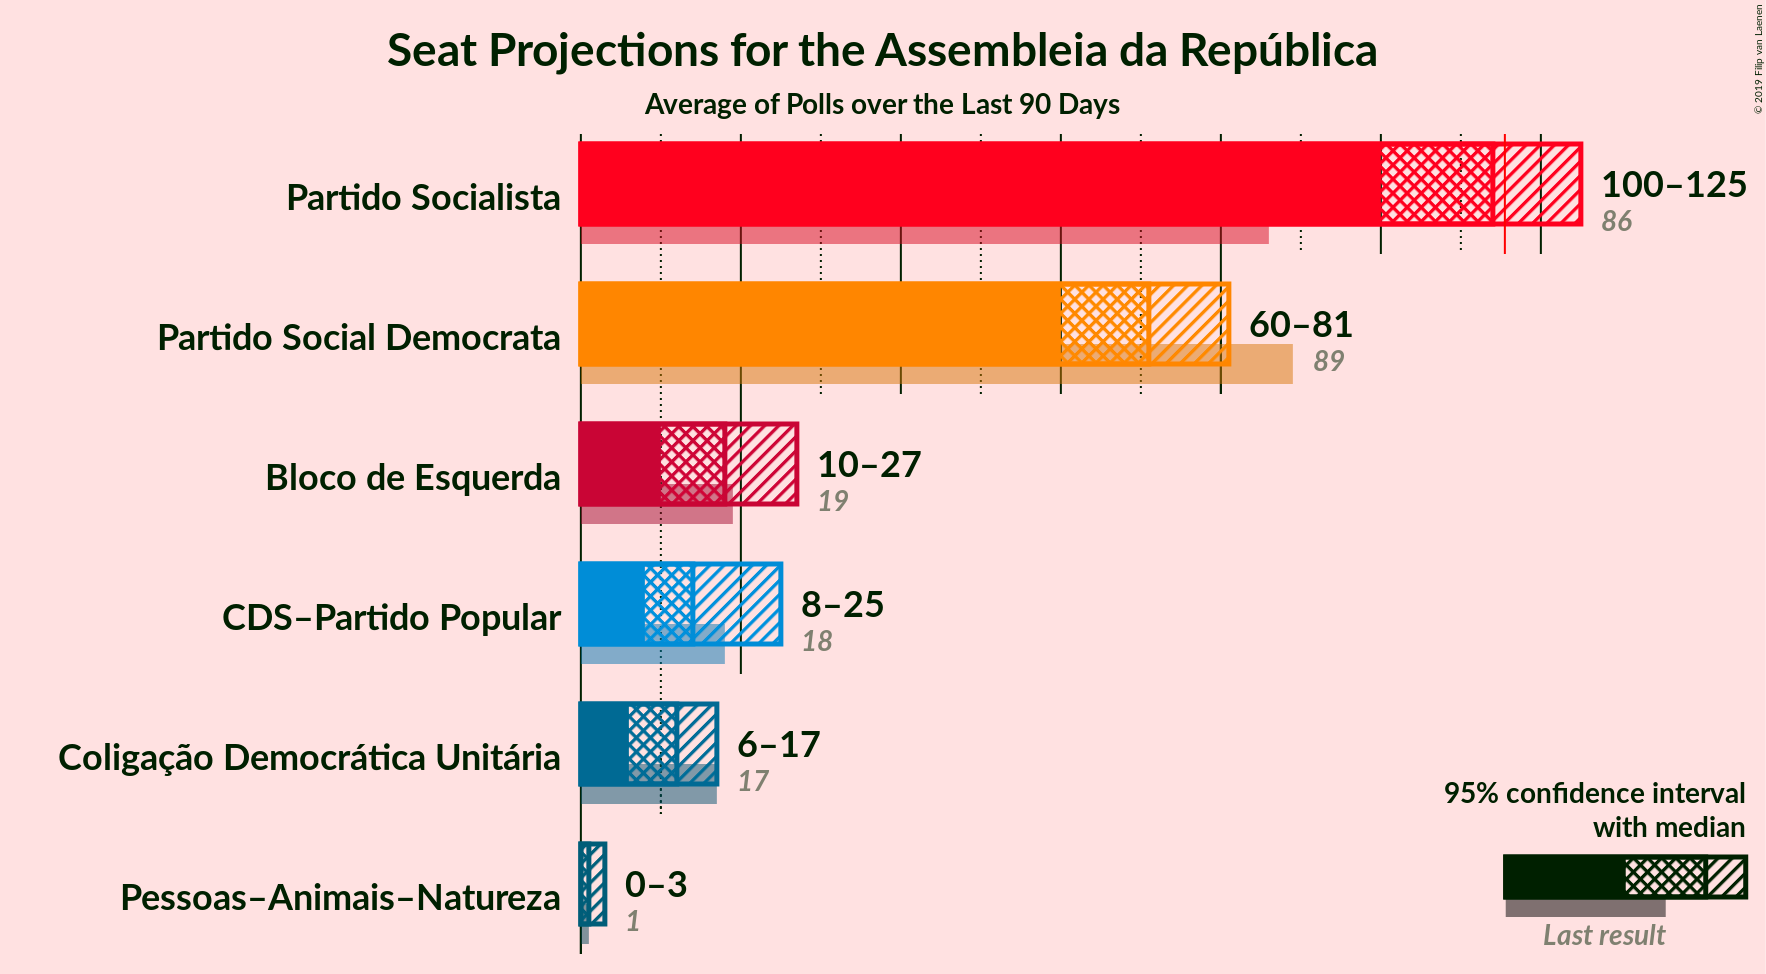 Seat Projections for the Assembleia da República
Average of Polls over the Last 90 Days
© 2019 Filip van Laenen
Partido Socialista
100–125
86
Partido Social Democrata
60–81
89
Bloco de Esquerda
10–27
19
CDS–Partido Popular
8–25
18
Coligação Democrática Unitária
6–17
17
Pessoas–Animais–Natureza
0–3
1
95% confidence interval
with median
Last result